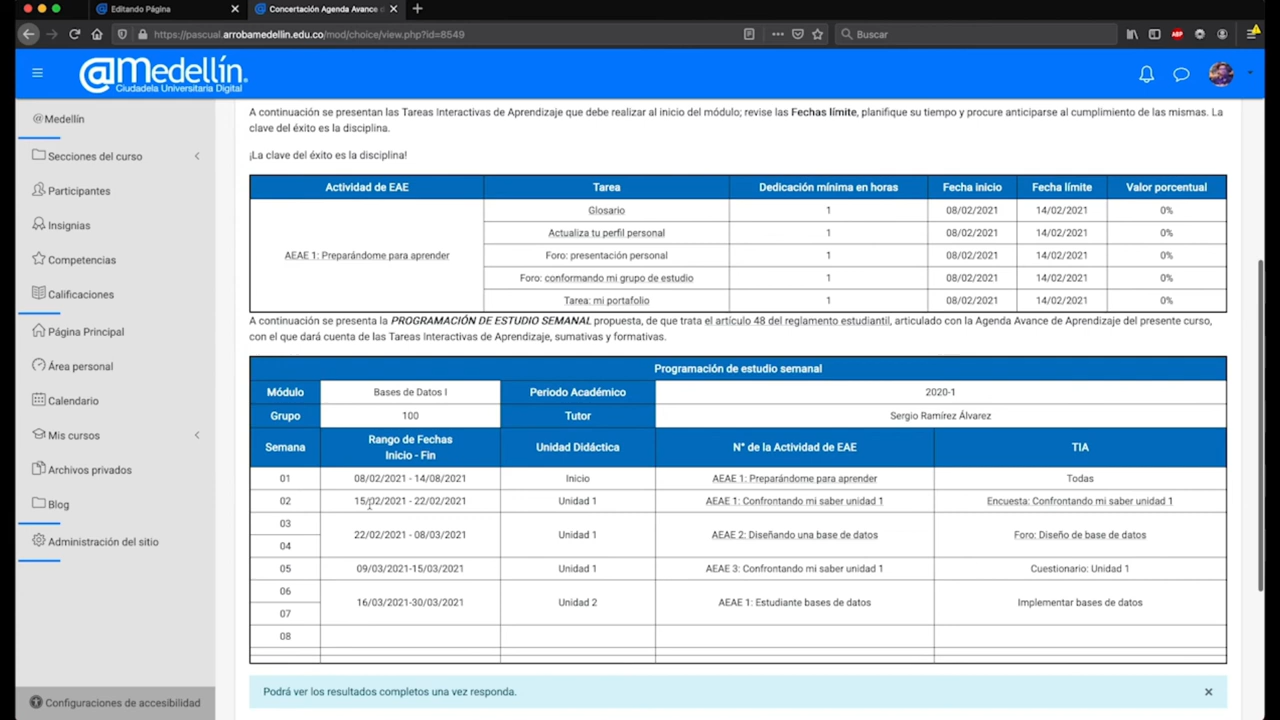 Editando Página
Concertación Agenda Avance d
https://pascual.arrobamedellin.edu.co/mod/choice/view.php?id=8549
Buscar
ABP
@Medellín.
Ciudadela Universitaria Digital
@Medellín
Secciones del curso
Participantes
Insignias
Competencias
Calificaciones
Página Principal
Área personal
Calendario
Mis cursos
Archivos privados
Blog
Administración del sitio
Configuraciones de accesibilidad
A continuación se presentan las Tareas Interactivas de Aprendizaje que debe realizar al inicio del módulo; revise las Fechas límite, planifique su tiempo y procure anticiparse al cumplimiento de las mismas. La
clave del éxito es la disciplina.
¡La clave del éxito es la disciplina!
Actividad de EAE Tarea Dedicación mínima en horas Fecha inicio Fecha límite Valor porcentual
Glosario 1 08/02/2021 14/02/2021 0%
Actualiza tu perfil personal 1 08/02/2021 14/02/2021 0%
AEAE 1: Preparándome para aprender Foro: presentación personal 1 08/02/2021 14/02/2021 0%
Foro: conformando mi grupo de estudio 1 08/02/2021 14/02/2021 0%
Tarea: mi portafolio 1 08/02/2021 14/02/2021 0%
A continuación se presenta la PROGRAMACIÓN DE ESTUDIO SEMANAL propuesta, de que trata el artículo 48 del reglamento estudiantil, articulado con la Agenda Avance de Aprendizaje del presente curso,
con el que dará cuenta de las Tareas Interactivas de Aprendizaje, sumativas y formativas.
Programación de estudio semanal
Módulo Bases de Datos I Periodo Académico 2020-1
Grupo 100 Tutor Sergio Ramírez Álvarez
Semana Rango de Fechas Inicio - Fin Unidad Didáctica N° de la Actividad de EAE TIA
01 08/02/2021 - 14/08/2021 Inicio AEAE 1: Preparándome para aprender Todas
02 15/02/2021 - 22/02/2021 Unidad 1 AEAE 1: Confrontando mi saber unidad 1 Encuesta: Confrontando mi saber unidad 1
03
22/02/2021 - 08/03/2021 Unidad 1 AEAE 2: Diseñando una base de datos Foro: Diseño de base de datos
04
05 09/03/2021-15/03/2021 Unidad 1 AEAE 3: Confrontando mi saber unidad 1 Cuestionario: Unidad 1
06
16/03/2021-30/03/2021 Unidad 2 AEAE 1: Estudiante bases de datos Implementar bases de datos
07
08
Podrá ver los resultados completos una vez responda.